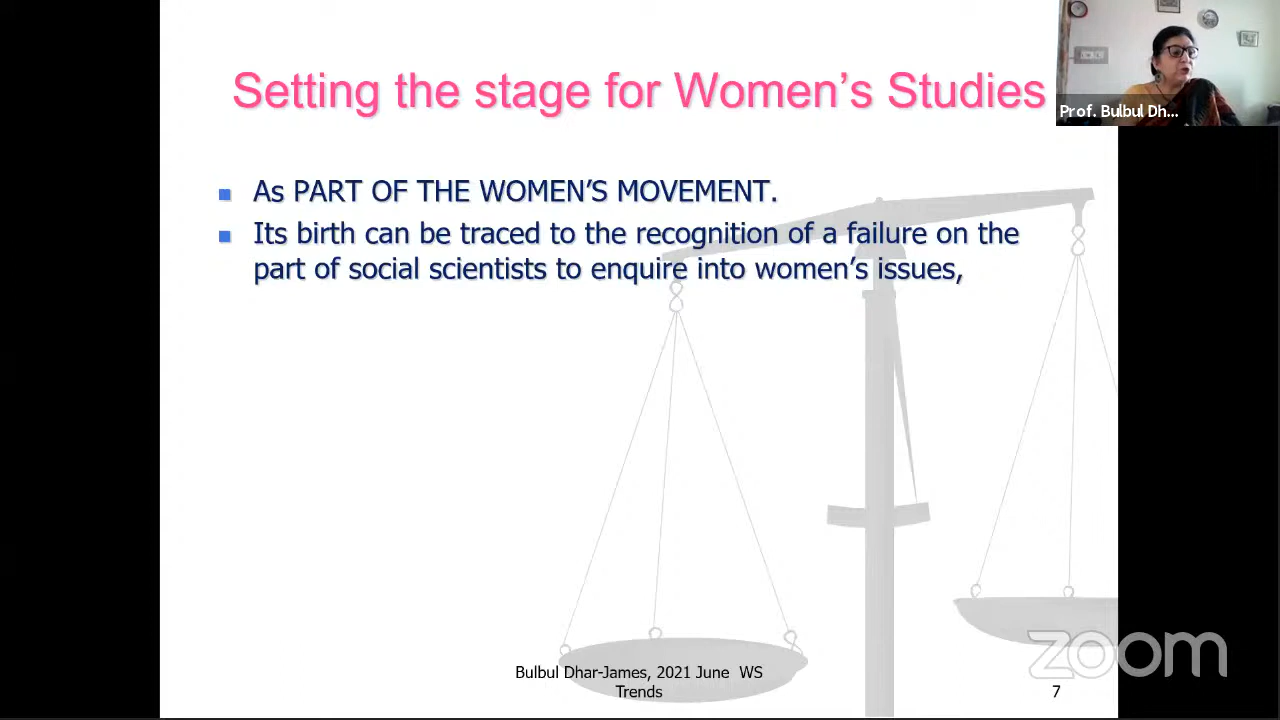 Setting the stage for Women's Studies
Prof. Bulbul Dh...
As PART OF THE WOMEN'S MOVEMENT.
Its birth can be traced to the recognition of a failure on the
part of social scientists to enquire into women's issues,
Bulbul Dhar-James, 2021 June WS
Trends
7
zoom
zoom